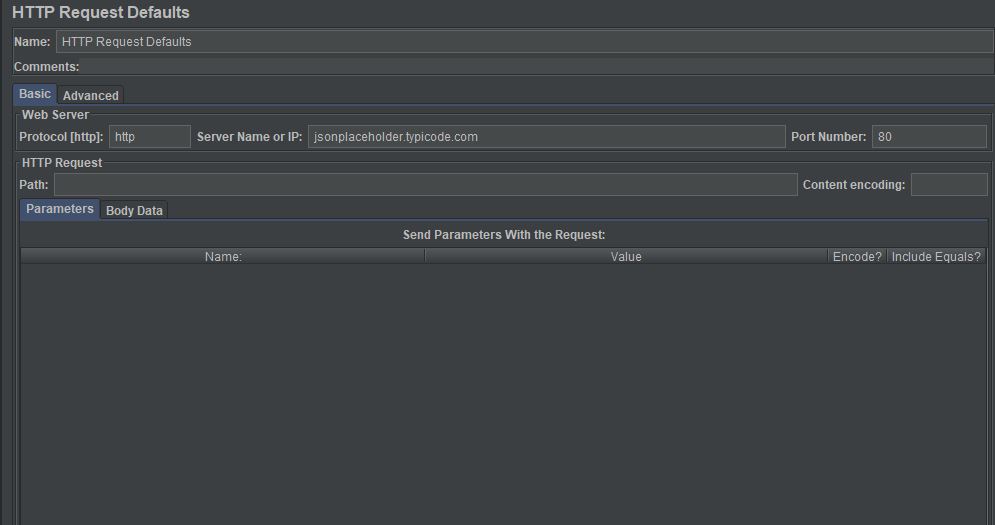 HTTP Request Defaults
Name: HTTP Request Defaults
Comments:
Basic Advanced
Web Server
Protocol [http]: http Server Name or IP: jsonplaceholder.typicode.com Port Number: 80
HTTP Request
Path: Content encoding:
Parameters Body Data
Send Parameters With the Request:
Name: Value Encode? Include Equals?